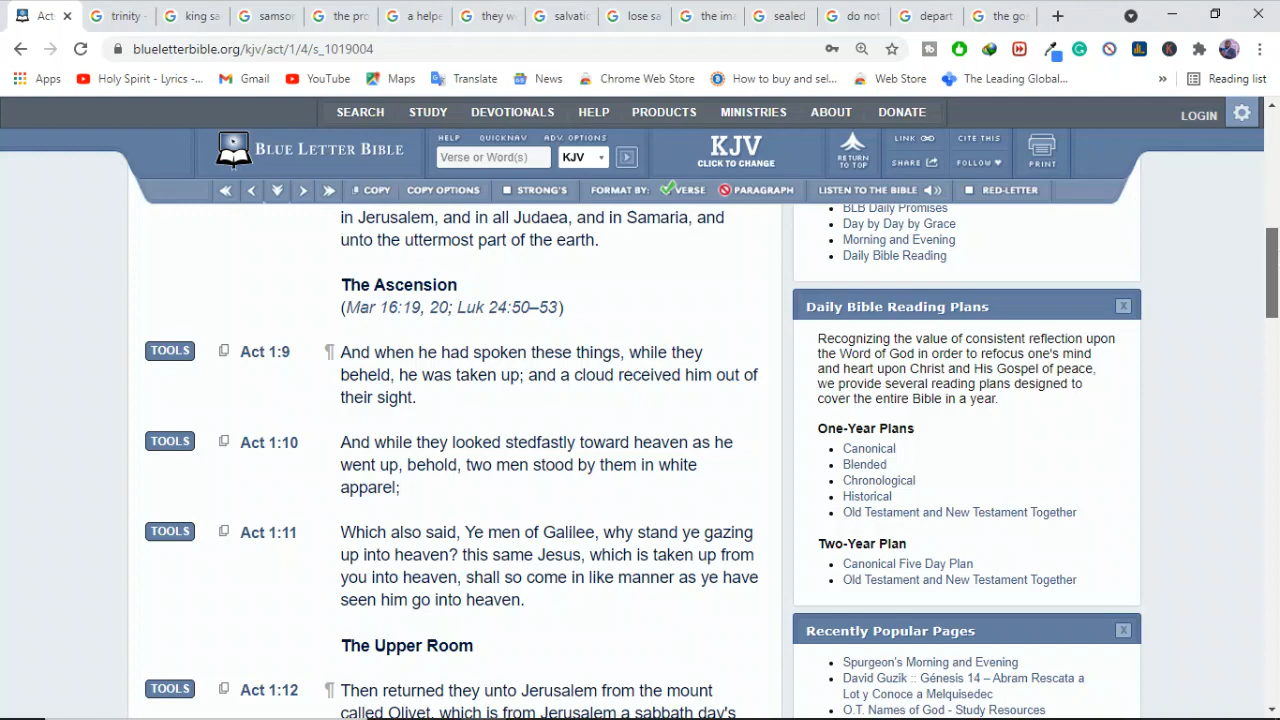 Act
trinity -
king sa
samson
the pro
a helpe
they w
salvatic
lose sa
the ima
sealed
do not
depart
the gos
blueletterbible.org/kjv/act/1/4/s_1019004
Apps
Holy Spirit - Lyrics -...
Gmail
YouTube
Maps
Translate
News
Chrome Web Store
How to buy and sel...
Web Store
The Leading Global...
»
Reading list
SEARCH STUDY DEVOTIONALS HELP PRODUCTS MINISTRIES ABOUT DONATE
LOGIN
BLUE LETTER BIBLE
HELP QUICKNAV ADV. OPTIONS
Verse or Word(s)
KJV
KJV
CLICK TO CHANGE
RETURN
TO TOP
LINK
CITE THIS
SHARE
FOLLOW
PRINT
COPY COPY OPTIONS STRONG'S FORMAT BY: VERSE PARAGRAPH LISTEN TO THE BIBLE RED-LETTER
in Jerusalem, and in all Judaea, and in Samaria, and
unto the uttermost part of the earth.
The Ascension
(Mar 16:19, 20; Luk 24:50–53)
TOOLS Act 1:9 ¶ And when he had spoken these things, while they
beheld, he was taken up; and a cloud received him out of
their sight.
TOOLS Act 1:10 And while they looked stedfastly toward heaven as he
went up, behold, two men stood by them in white
apparel;
TOOLS Act 1:11 Which also said, Ye men of Galilee, why stand ye gazing
up into heaven? this same Jesus, which is taken up from
you into heaven, shall so come in like manner as ye have
seen him go into heaven.
The Upper Room
TOOLS Act 1:12 ¶ Then returned they unto Jerusalem from the mount
called Olivet, which is from Jerusalem a sabbath day's
BLB Daily Promises
Day by Day by Grace
Morning and Evening
Daily Bible Reading
Daily Bible Reading Plans
X
Recognizing the value of consistent reflection upon
the Word of God in order to refocus one's mind
and heart upon Christ and His Gospel of peace,
we provide several reading plans designed to
cover the entire Bible in a year.
One-Year Plans
Canonical
Blended
Chronological
Historical
Old Testament and New Testament Together
Two-Year Plan
Canonical Five Day Plan
Old Testament and New Testament Together
Recently Popular Pages
X
Spurgeon's Morning and Evening
David Guzik :: Génesis 14 – Abram Rescata a
Lot y Conoce a Melquisedec
O.T. Names of God - Study Resources